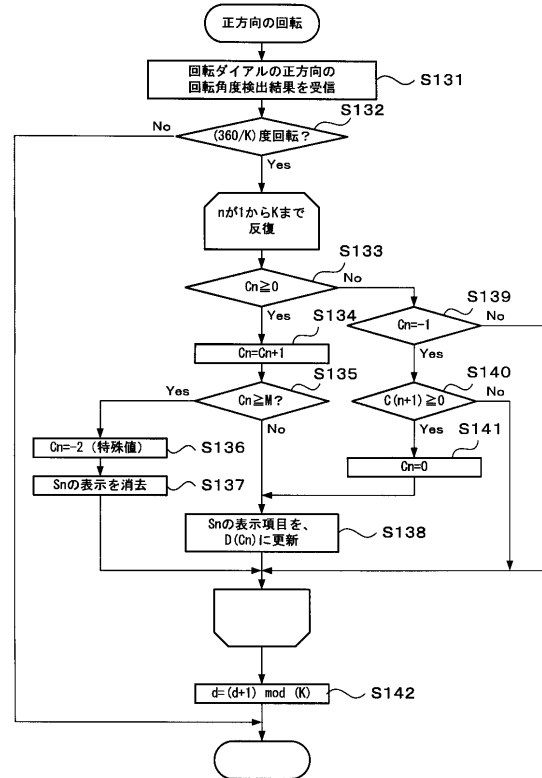 正方向の回転
回転ダイアルの正方向の
回転角度検出結果を受信
S131
S132
No
(360/K)度回転?
Yes
nが1からKまで
反復
S133
Cn≧0
No
Yes
S134
S139
Cn=Cn+1
Cn=-1
No
Yes
S135
S140
Yes
Cn≧M?
C(n+1)≧0
No
No
Yes
S141
Cn=-2 (特殊値)
S136
Cn=0
Snの表示を消去
S137
Snの表示項目を、
D(Cn)に更新
S138
d=(d+1) mod (K)
S142